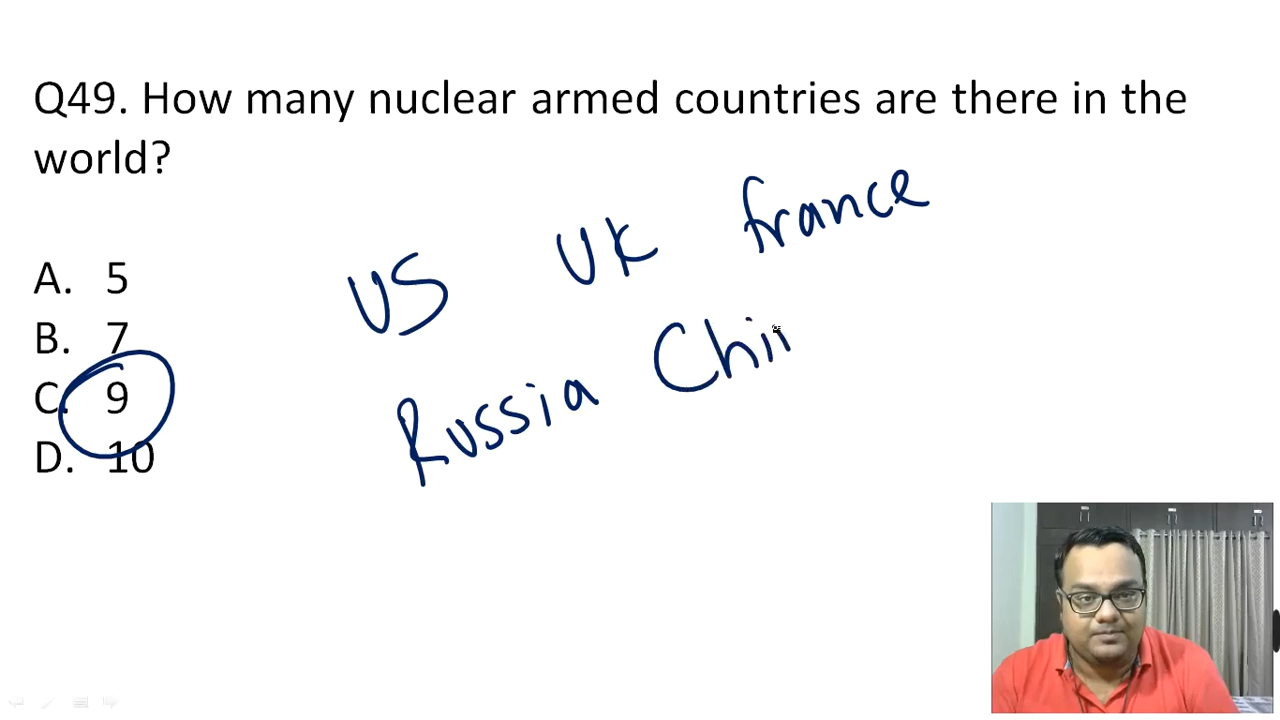 Q49. How many nuclear armed countries are there in the
world?
US UK france
A. 5
B. 7
Russia Chi
C. 9
D. 10